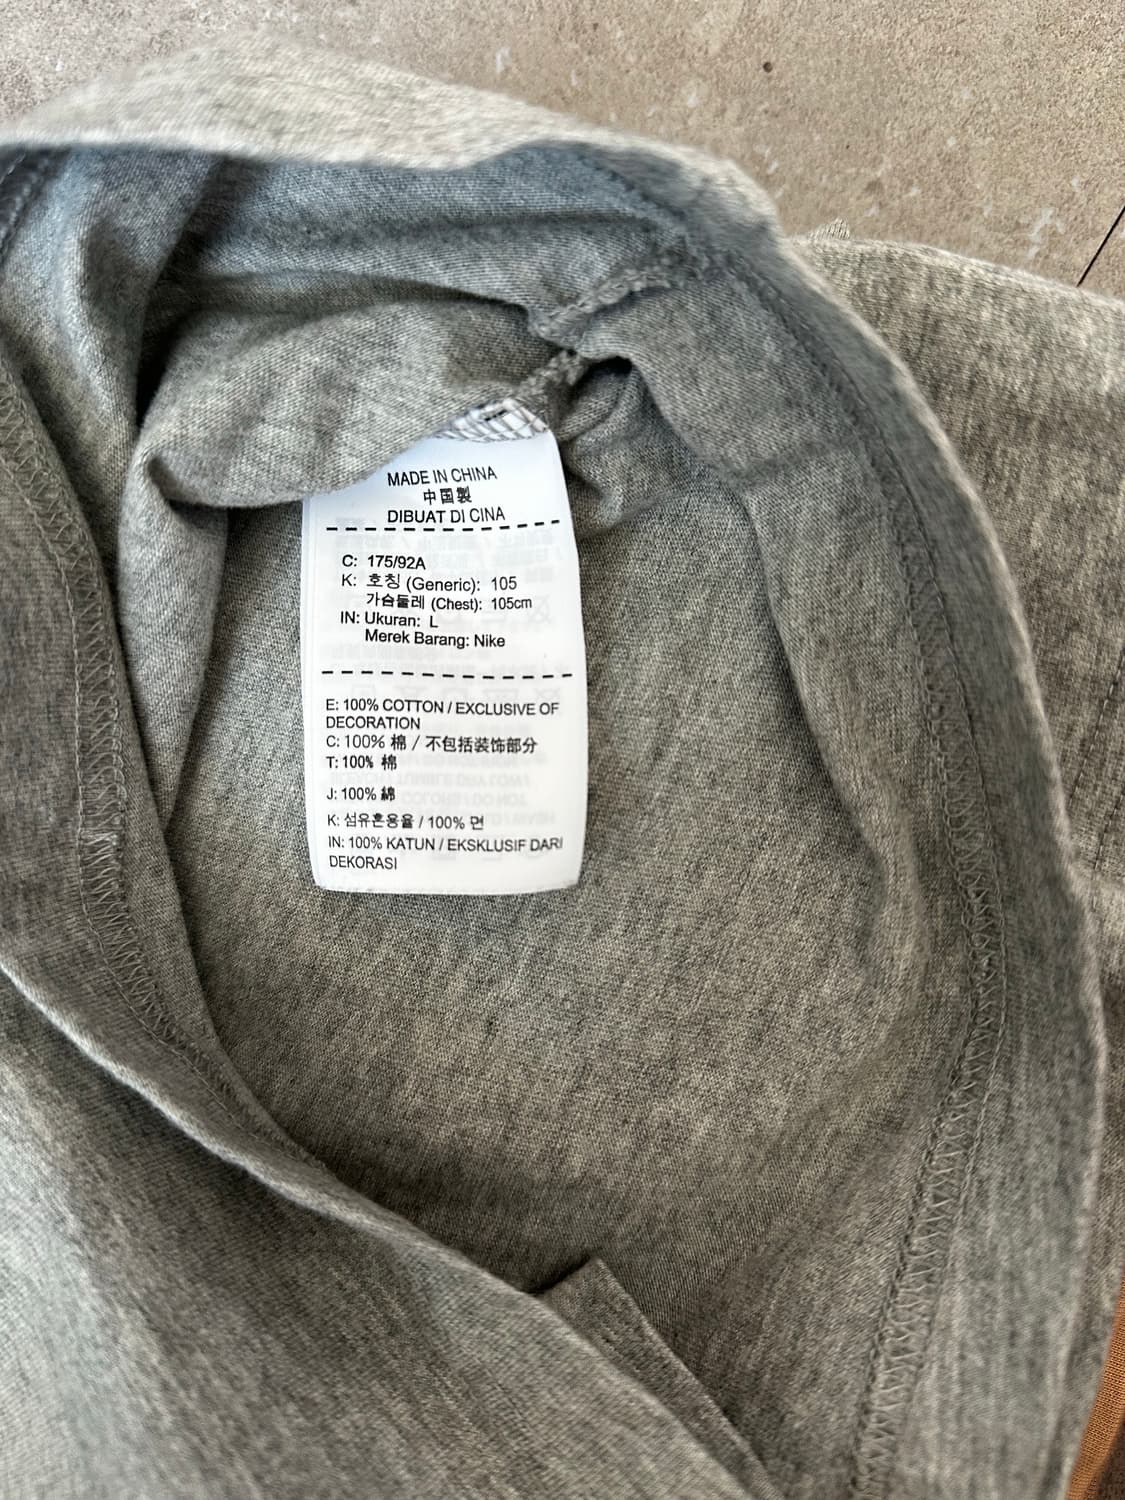 MADE IN CHINA
中国製
DIBUAT DI CINA
C: 175/92A
K: 호칭 (Generic): 105
가슴둘레 (Chest): 105cm
IN: Ukuran: L
Merek Barang: Nike
E: 100% COTTON / EXCLUSIVE OF
DECORATION
C: 100% 棉 / 不包括装饰部分
T: 100% 棉
J: 100% 綿
K: 섬유혼용율 / 100% 면
IN: 100% KATUN / EKSKLUSIF DARI
DEKORASI